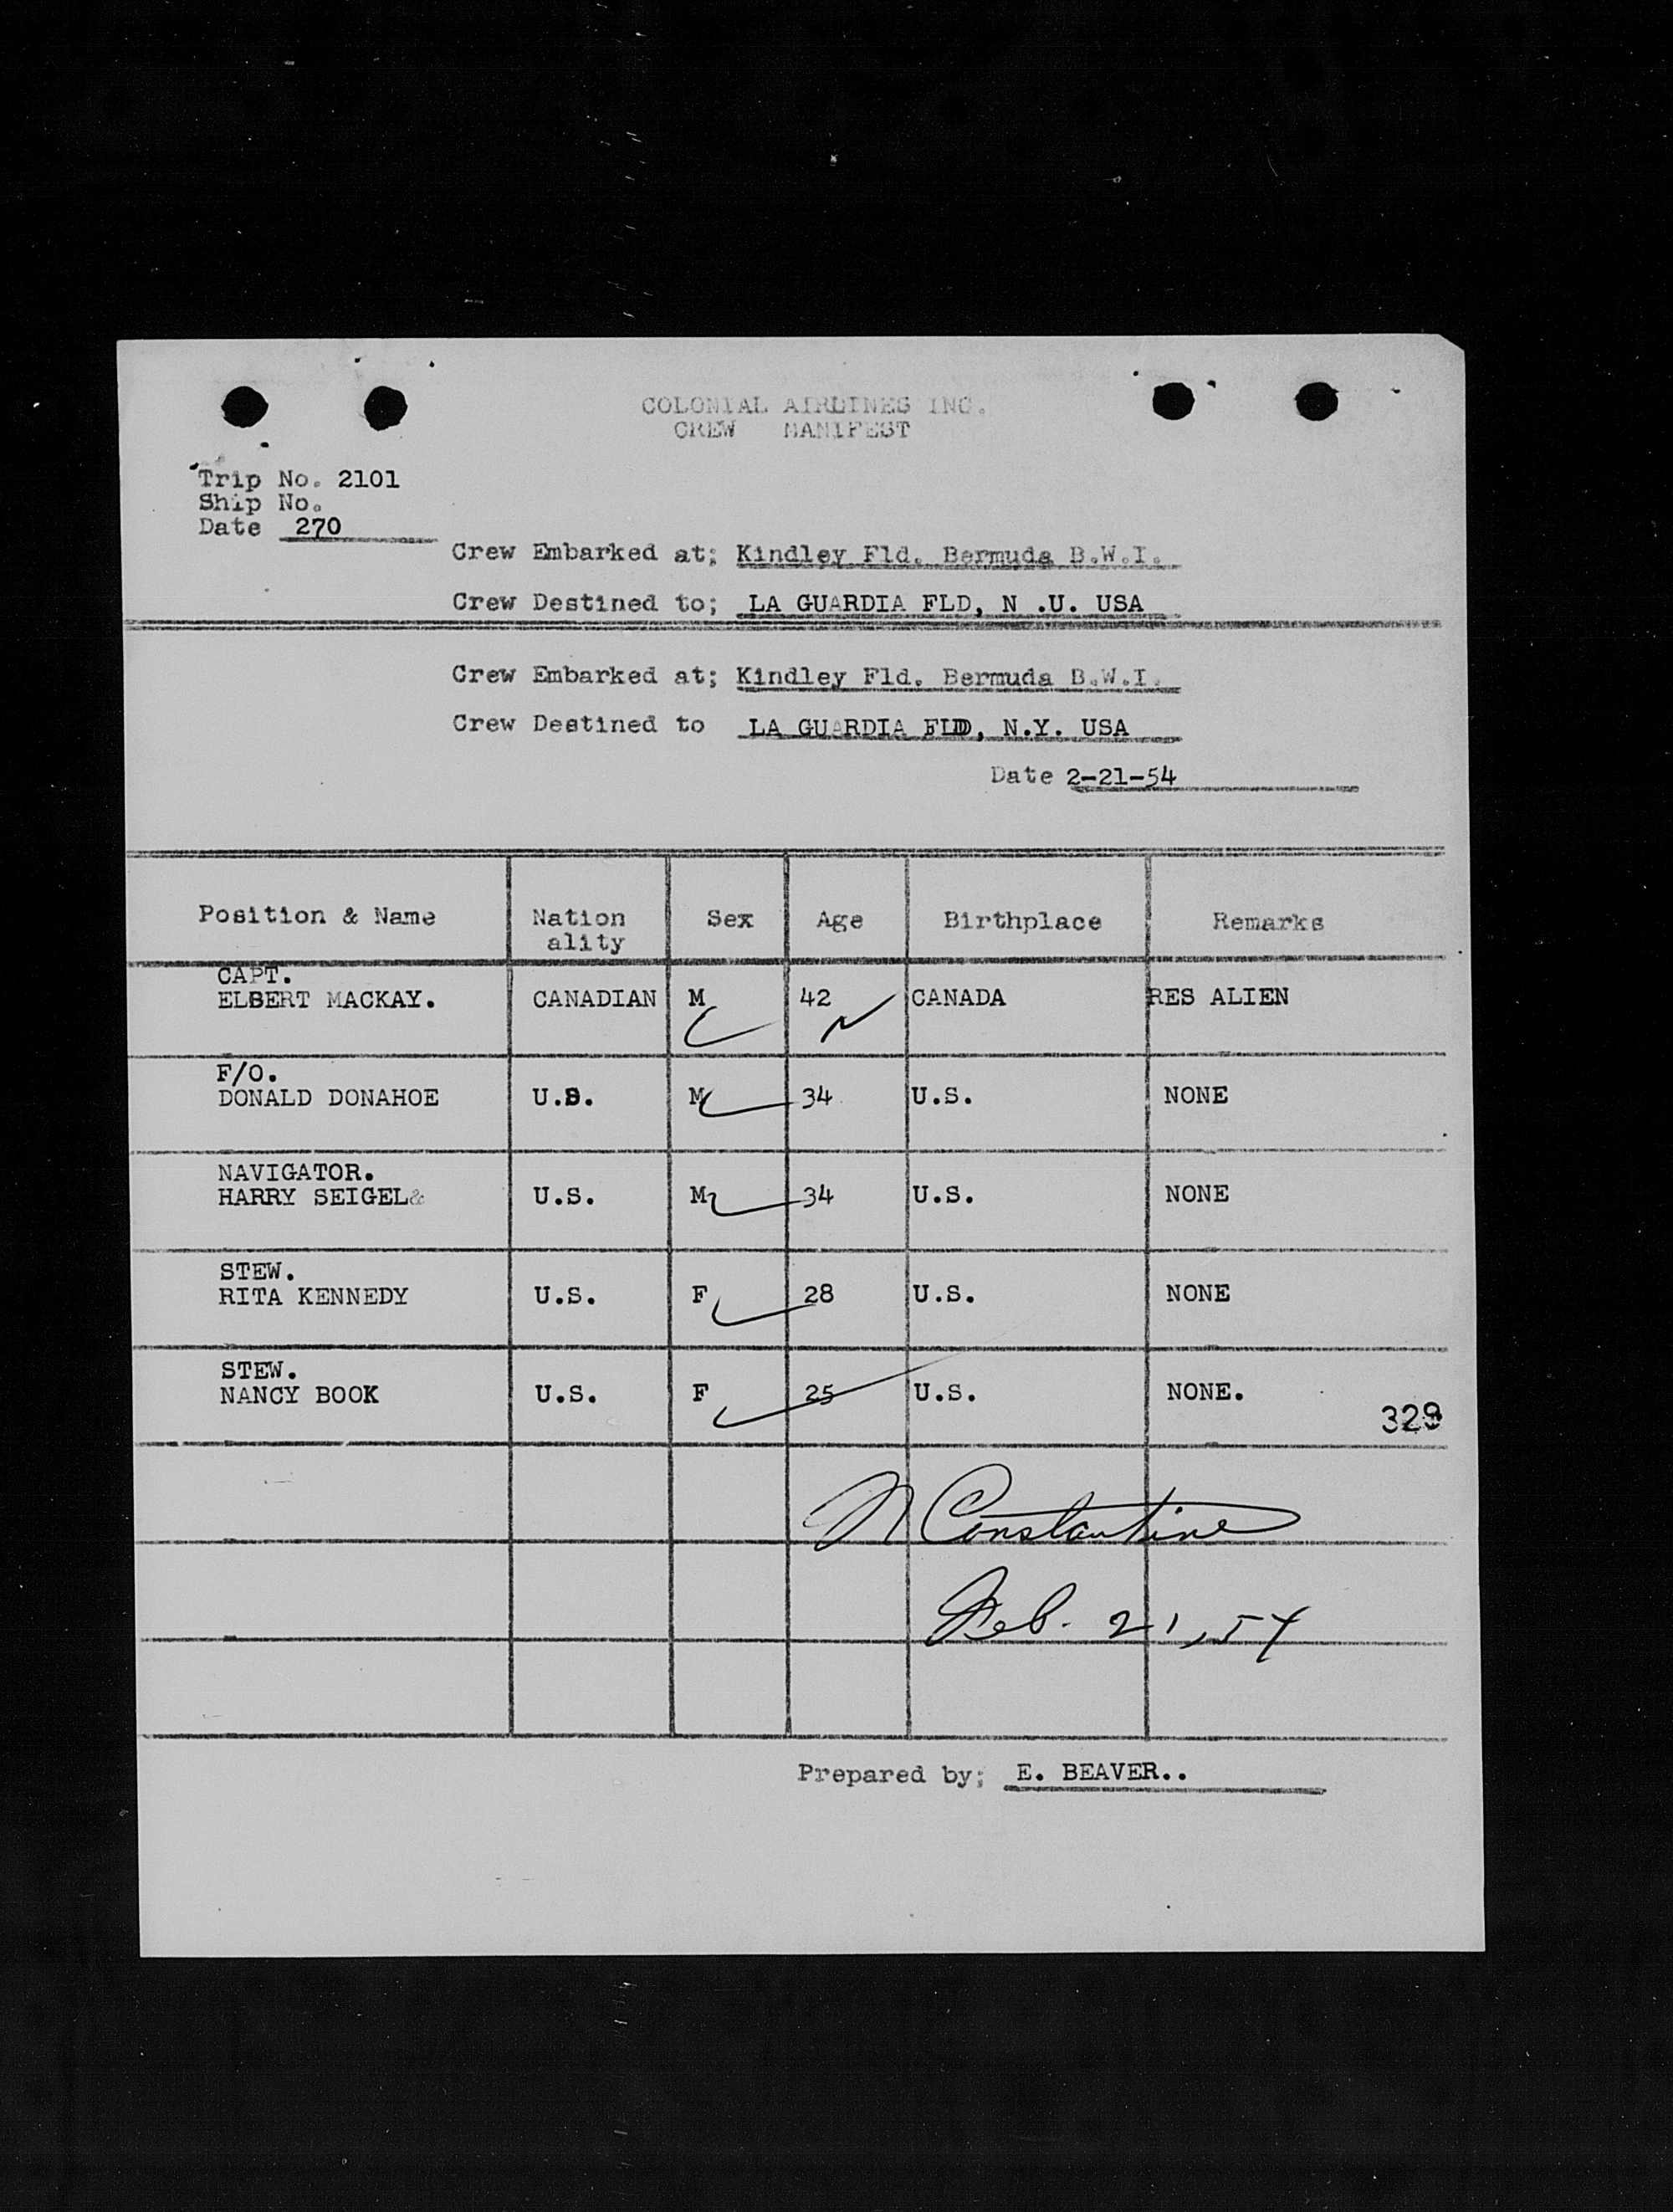 COLONIAL AIRLINES INC.
CREW MANIFEST
Trip No. 2101
Ship No.
Date 270
Crew Embarked at; Kindley Fld. Bermuda B.W.I.
Crew Destined to; LA GUARDIA FLD, N .U. USA
Crew Embarked at; Kindley Fld. Bermuda B.W.I.
Crew Destined to LA GUARDIA FLD, N.Y. USA
Date 2-21-54
Position & Name Nation Sex Age Birthplace Remarks
ality
CAPT.
ELBERT MACKAY. CANADIAN M 42 CANADA RES ALIEN
F/O.
DONALD DONAHOE U.S. M 34 U.S. NONE
NAVIGATOR.
HARRY SEIGEL& U.S. M 34 U.S. NONE
STEW.
RITA KENNEDY U.S. F 28 U.S. NONE
STEW.
NANCY BOOK U.S. F 25 U.S. NONE.
329
N Constantine
Feb. 21, 54
Prepared by; E. BEAVER..